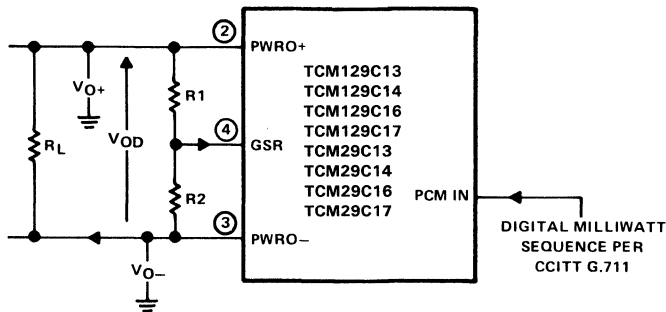 2
PWRO+
TCM129C13
TCM129C14
TCM129C16
TCM129C17
TCM29C13
TCM29C14
TCM29C16
TCM29C17
VO+
R1
RL
VOD
4
GSR
R2
PCM IN
3
PWRO−
VO−
DIGITAL MILLIWATT
SEQUENCE PER
CCITT G.711